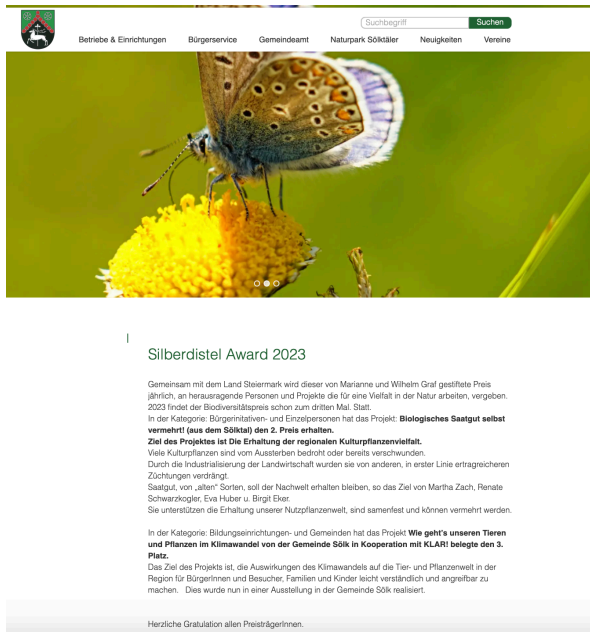 Suchbegriff
Suchen
Betriebe & Einrichtungen Bürgerservice Gemeindeamt Naturpark Sölktäler Neuigkeiten Vereine
Silberdistel Award 2023
Gemeinsam mit dem Land Steiermark wird dieser von Marianne und Wilhelm Graf gestiftete Preis
jährlich, an herausragende Personen und Projekte die für eine Vielfalt in der Natur arbeiten, vergeben.
2023 findet der Biodiversitätspreis schon zum dritten Mal. Statt.
In der Kategorie: Bürgerinitativen- und Einzelpersonen hat das Projekt: Biologisches Saatgut selbst
vermehrt! (aus dem Sölktal) den 2. Preis erhalten.
Ziel des Projektes ist Die Erhaltung der regionalen Kulturpflanzenvielfalt.
Viele Kulturpflanzen sind vom Aussterben bedroht oder bereits verschwunden.
Durch die Industrialisierung der Landwirtschaft wurden sie von anderen, in erster Linie ertragreicheren
Züchtungen verdrängt.
Saatgut, von „alten" Sorten, soll der Nachwelt erhalten bleiben, so das Ziel von Martha Zach, Renate
Schwarzkogler, Eva Huber u. Birgit Eker.
Sie unterstützen die Erhaltung unserer Nutzpflanzenwelt, sind samenfest und können vermehrt werden.
In der Kategorie: Bildungseinrichtungen- und Gemeinden hat das Projekt Wie geht's unseren Tieren
und Pflanzen im Klimawandel von der Gemeinde Sölk in Kooperation mit KLAR! belegte den 3.
Platz.
Das Ziel des Projekts ist, die Auswirkungen des Klimawandels auf die Tier- und Pflanzenwelt in der
Region für BürgerInnen und Besucher, Familien und Kinder leicht verständlich und angreifbar zu
machen. Dies wurde nun in einer Ausstellung in der Gemeinde Sölk realisiert.
Herzliche Gratulation allen PreisträgerInnen.